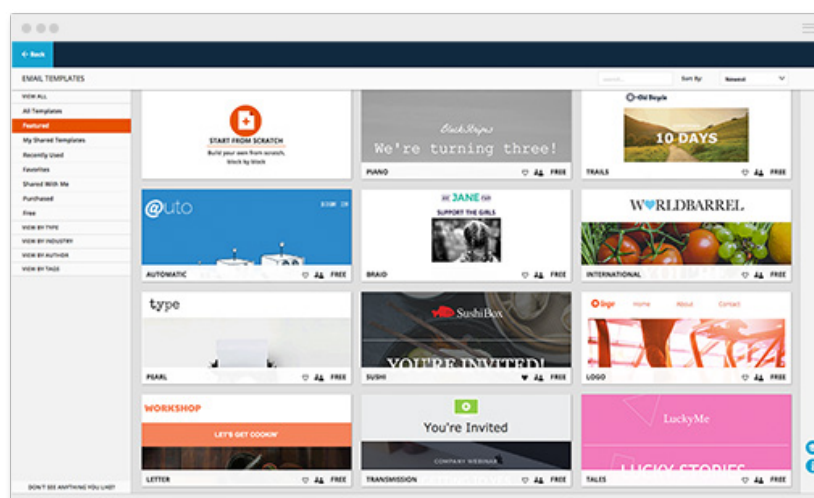 ← Back
EMAIL TEMPLATES
search...
Sort By:
Newest
VIEW ALL
All Templates
Featured
My Shared Templates
Recently Used
Favorites
Shared With Me
Purchased
Free
VIEW BY TYPE
VIEW BY INDUSTRY
VIEW BY AUTHOR
VIEW BY TAGS
DON'T SEE ANYTHING YOU LIKE?
START FROM SCRATCH
Build your own from scratch,
block by block
BlackStripes
We're turning three!
PIANO FREE
Old Bicycle
10 DAYS
TRAILS FREE
@uto
SIGN IN
AUTOMATIC FREE
JANE
SUPPORT THE GIRLS
BRAID FREE
WORLDBARREL
INTERNATIONAL FREE
type
PEARL FREE
SushiBox
YOU'RE INVITED!
SUSHI FREE
logo Home About Contact
LOGO FREE
WORKSHOP
LET'S GET COOKIN'
LETTER FREE
You're Invited
COMPANY WEBINAR
TRANSMISSION FREE
LuckyMe
LUCKY STORIES
TALES FREE